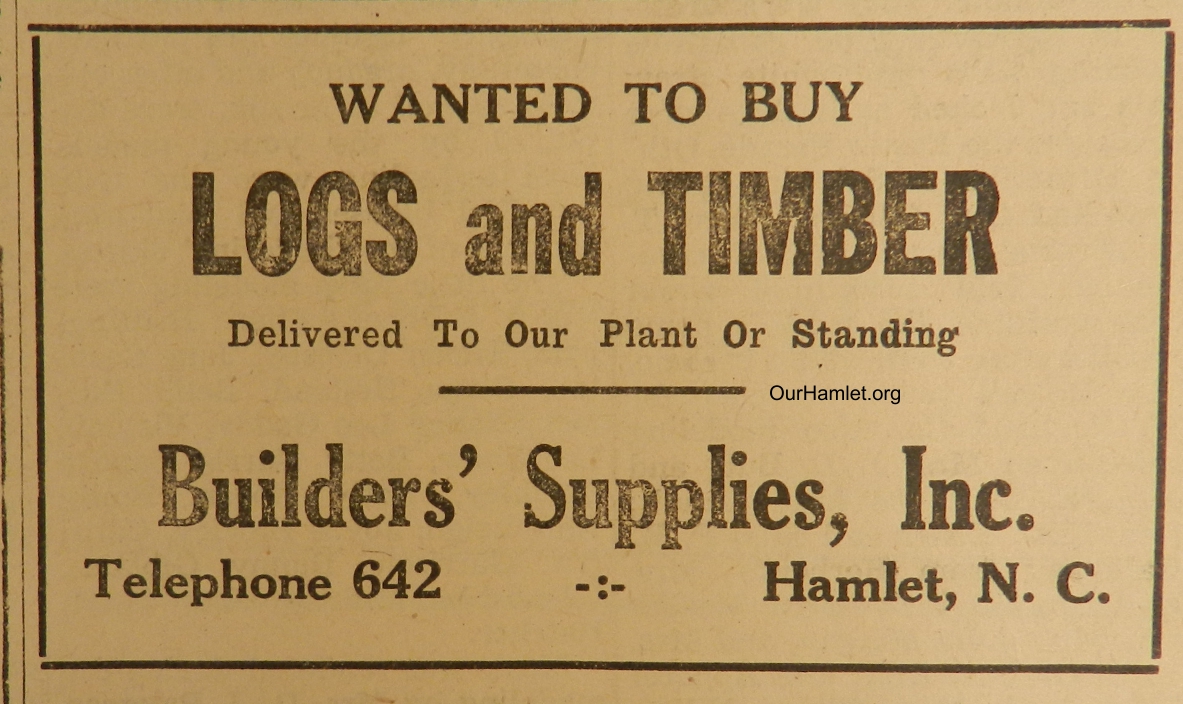 WANTED TO BUY
LOGS and TIMBER
Delivered To Our Plant Or Standing
OurHamlet.org
Builders' Supplies, Inc.
Telephone 642 -:- Hamlet, N. C.